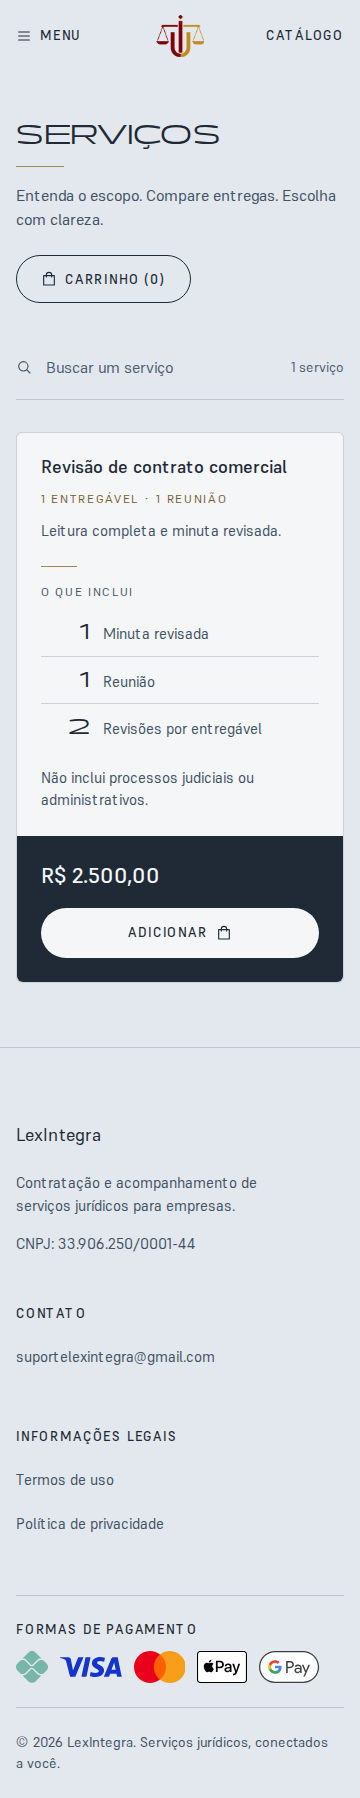 MENU
CATÁLOGO
SERVIÇOS
Entenda o escopo. Compare entregas. Escolha
com clareza.
CARRINHO (0)
Buscar um serviço
1 serviço
Revisão de contrato comercial
1 ENTREGÁVEL · 1 REUNIÃO
Leitura completa e minuta revisada.
O QUE INCLUI
1 Minuta revisada
1 Reunião
2 Revisões por entregável
Não inclui processos judiciais ou
administrativos.
R$ 2.500,00
ADICIONAR
LexIntegra
Contratação e acompanhamento de
serviços jurídicos para empresas.
CNPJ: 33.906.250/0001-44
CONTATO
suportelexintegra@gmail.com
INFORMAÇÕES LEGAIS
Termos de uso
Política de privacidade
FORMAS DE PAGAMENTO
VISA Pay G Pay
© 2026 LexIntegra. Serviços jurídicos, conectados
a você.